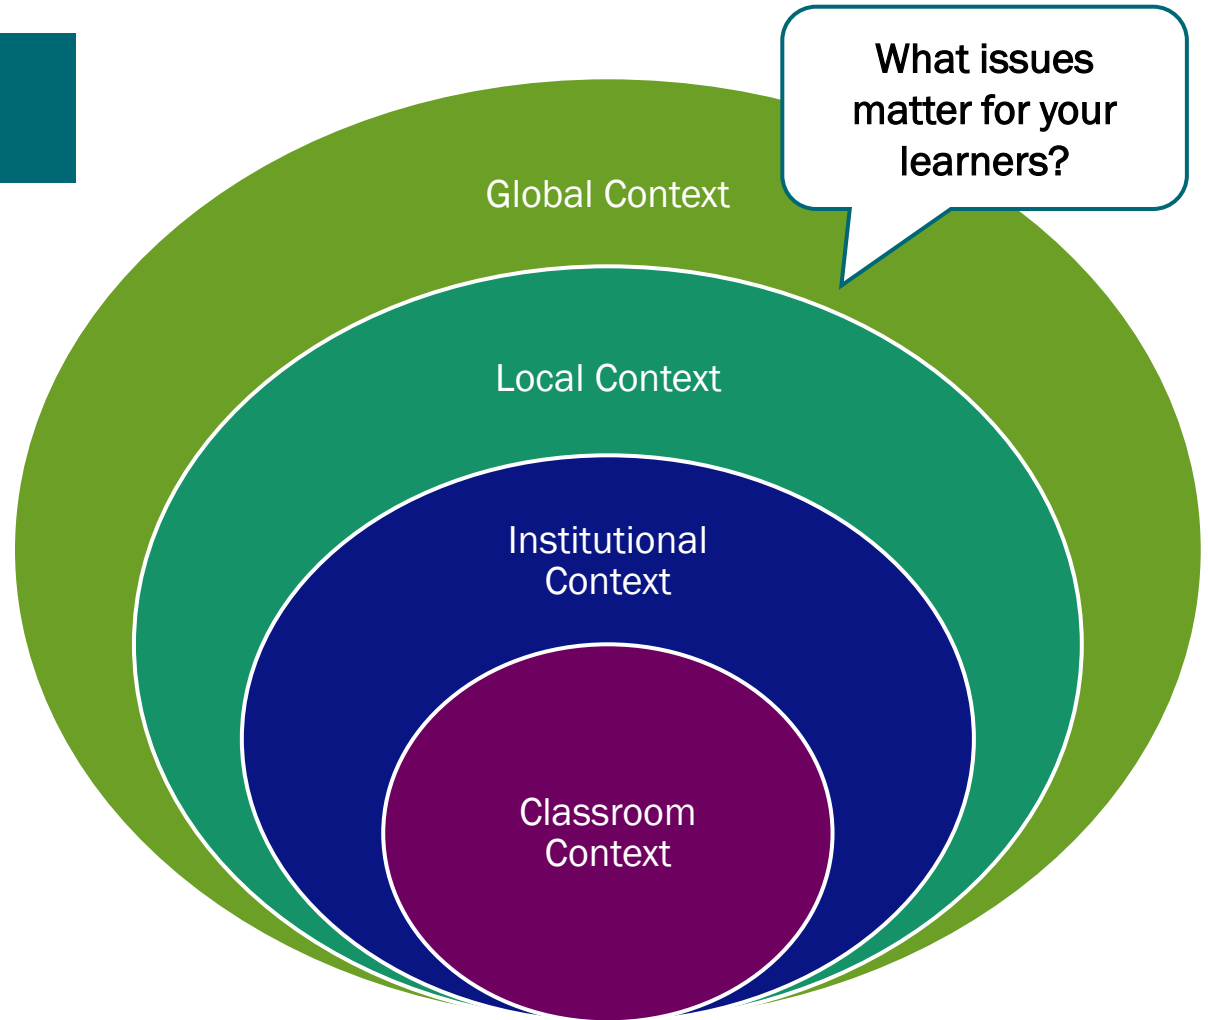 What issues
matter for your
learners?
Global Context
Local Context
Institutional
Context
Classroom
Context